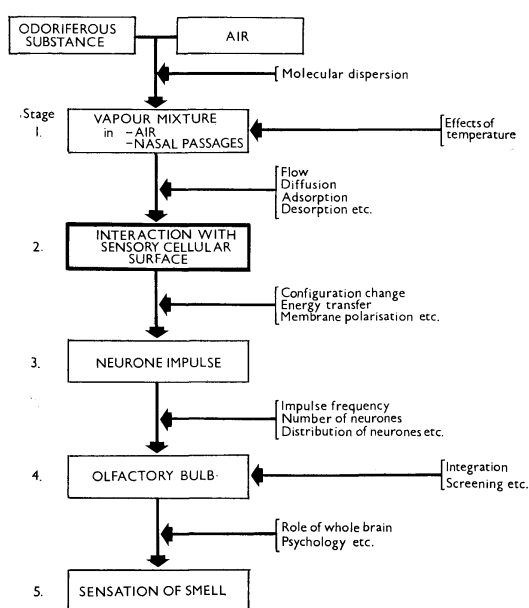 ODORIFEROUS
SUBSTANCE
AIR
Molecular dispersion
Stage
1.
VAPOUR MIXTURE
in – AIR
– NASAL PASSAGES
Effects of
temperature
Flow
Diffusion
Adsorption
Desorption etc.
2.
INTERACTION WITH
SENSORY CELLULAR
SURFACE
Configuration change
Energy transfer
Membrane polarisation etc.
3.
NEURONE IMPULSE
Impulse frequency
Number of neurones
Distribution of neurones etc.
4.
OLFACTORY BULB
Integration
Screening etc.
Role of whole brain
Psychology etc.
5.
SENSATION OF SMELL